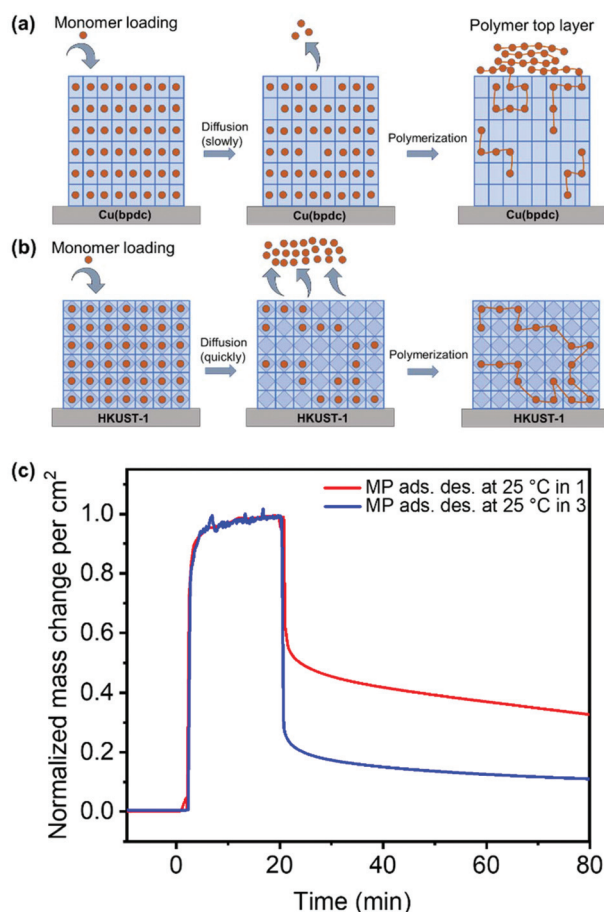 (a)
Monomer loading
Polymer top layer
Diffusion
(slowly)
Polymerization
Cu(bpdc)
Cu(bpdc)
Cu(bpdc)
(b)
Monomer loading
Diffusion
(quickly)
Polymerization
HKUST-1
HKUST-1
HKUST-1
(c)
MP ads. des. at 25 °C in 1
MP ads. des. at 25 °C in 3
Normalized mass change per cm²
1.0
0.8
0.6
0.4
0.2
0.0
0
20
40
60
80
Time (min)